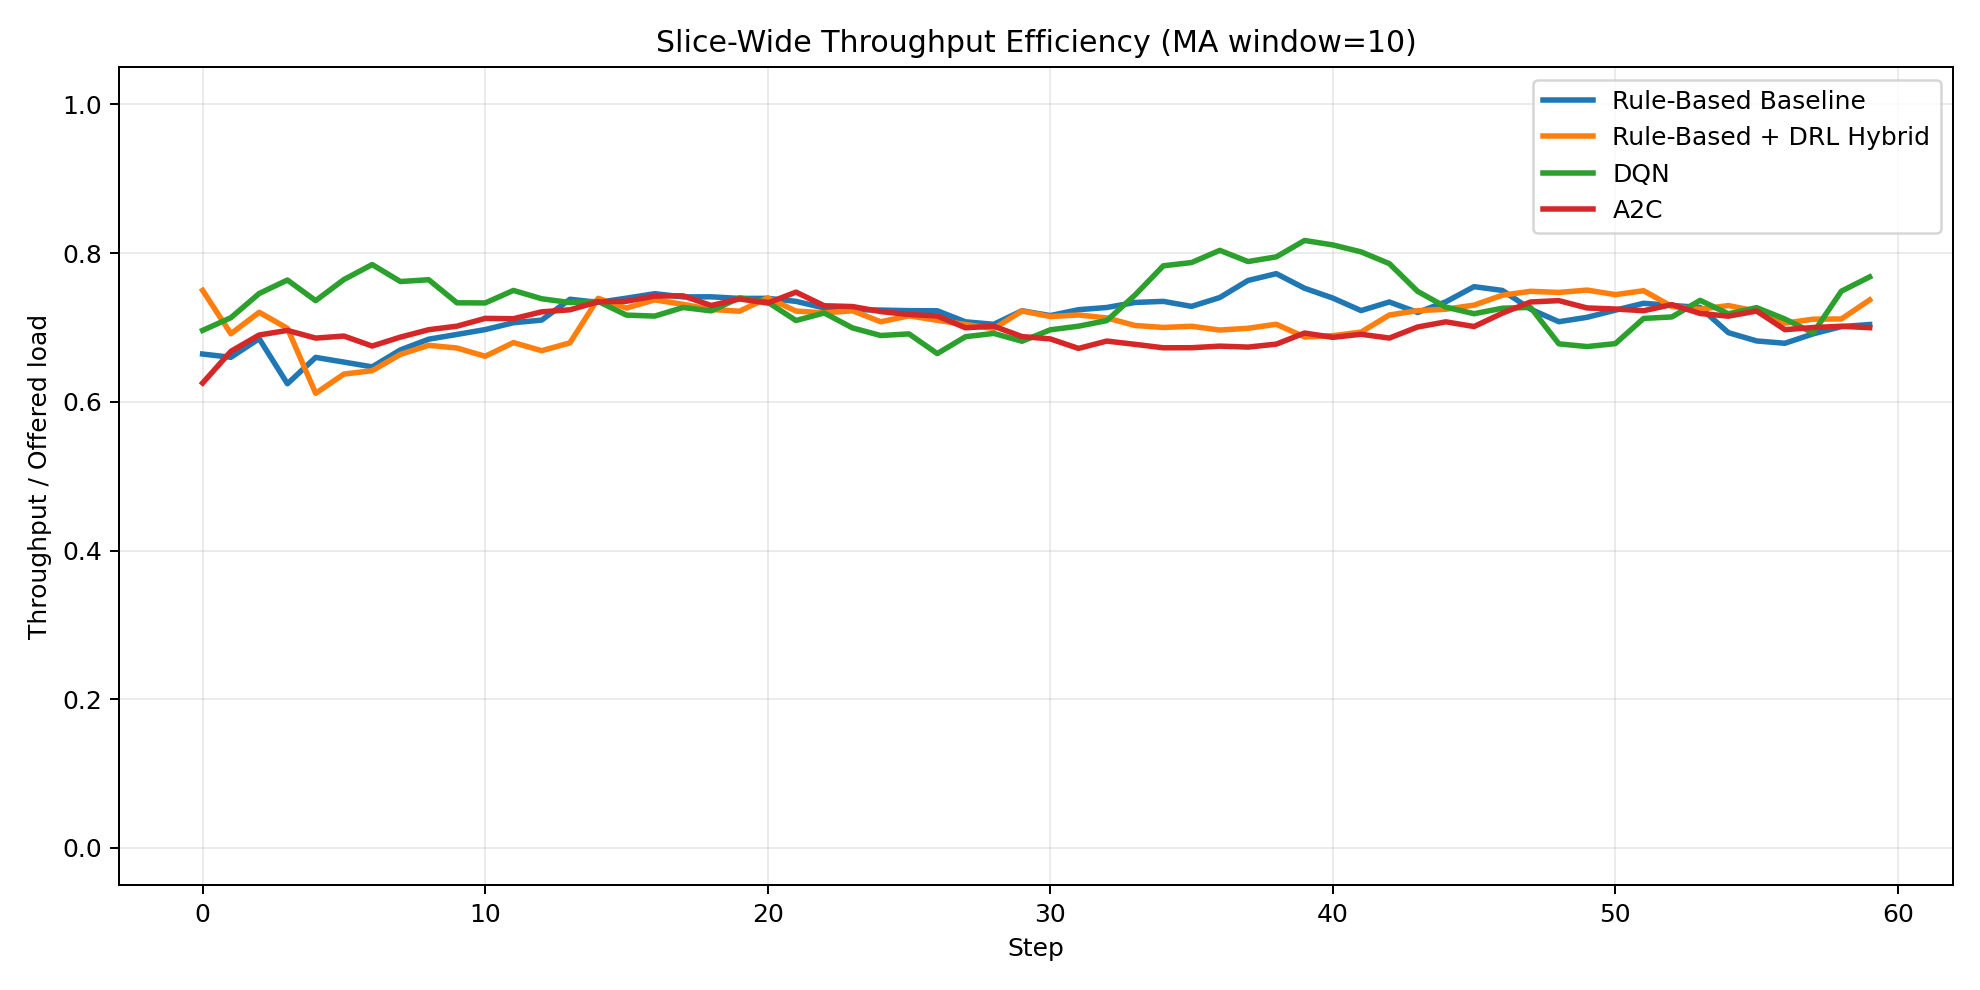 Slice-Wide Throughput Efficiency (MA window=10)
Rule-Based Baseline
Rule-Based + DRL Hybrid
DQN
A2C
Throughput / Offered load
1.0
0.8
0.6
0.4
0.2
0.0
0 10 20 30 40 50 60
Step